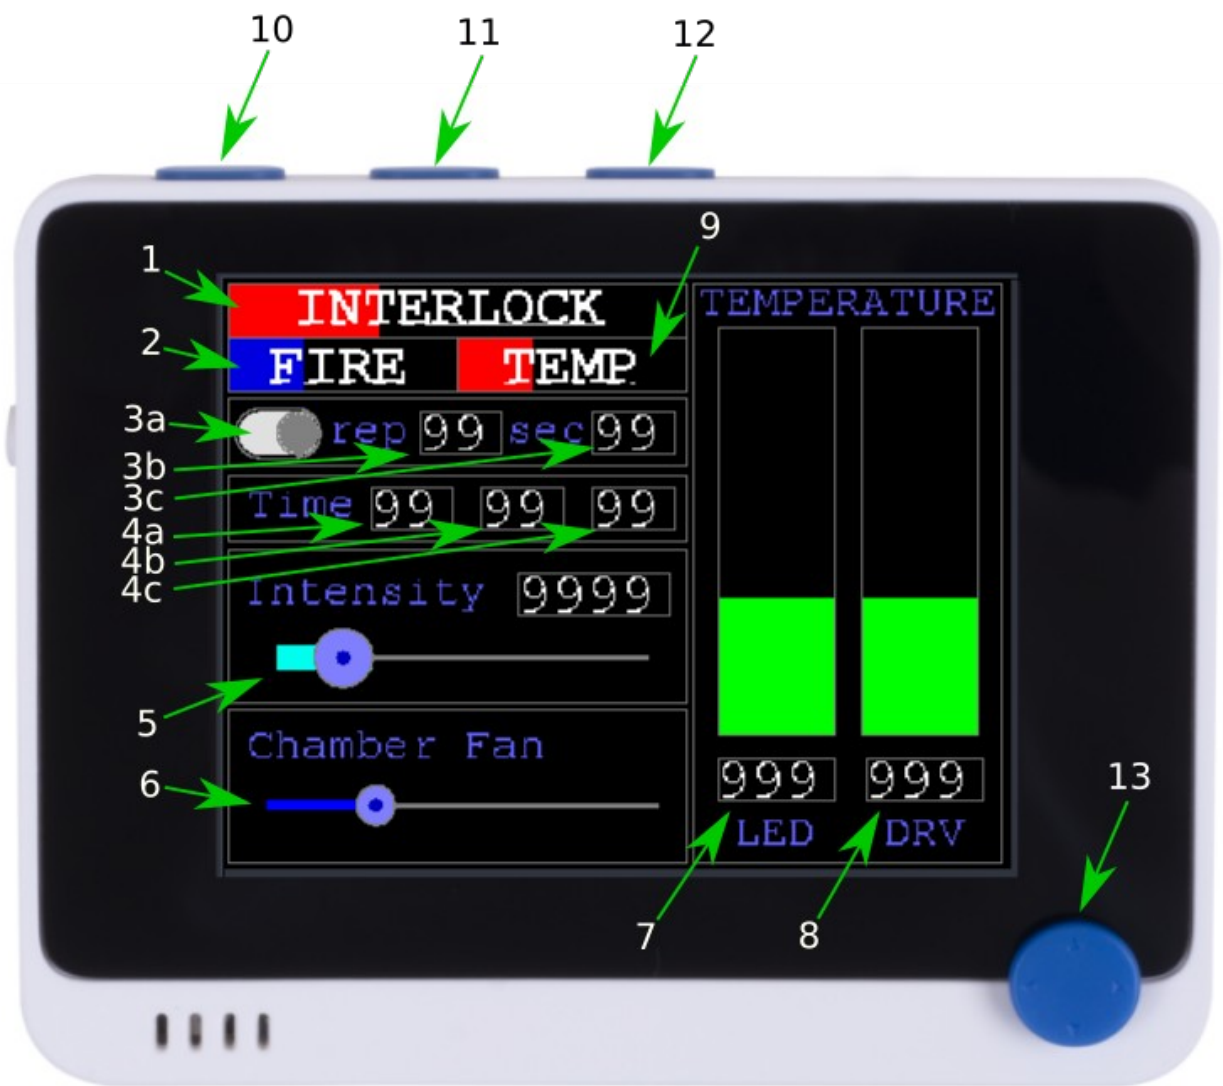 10 11 12
9
1 INTERLOCK TEMPERATURE
2 FIRE TEMP.
3a rep 99 sec 99
3b
3c
Time 99 99 99
4a
4b
4c
Intensity 9999
5
Chamber Fan
6
999 999
13
LED DRV
7 8